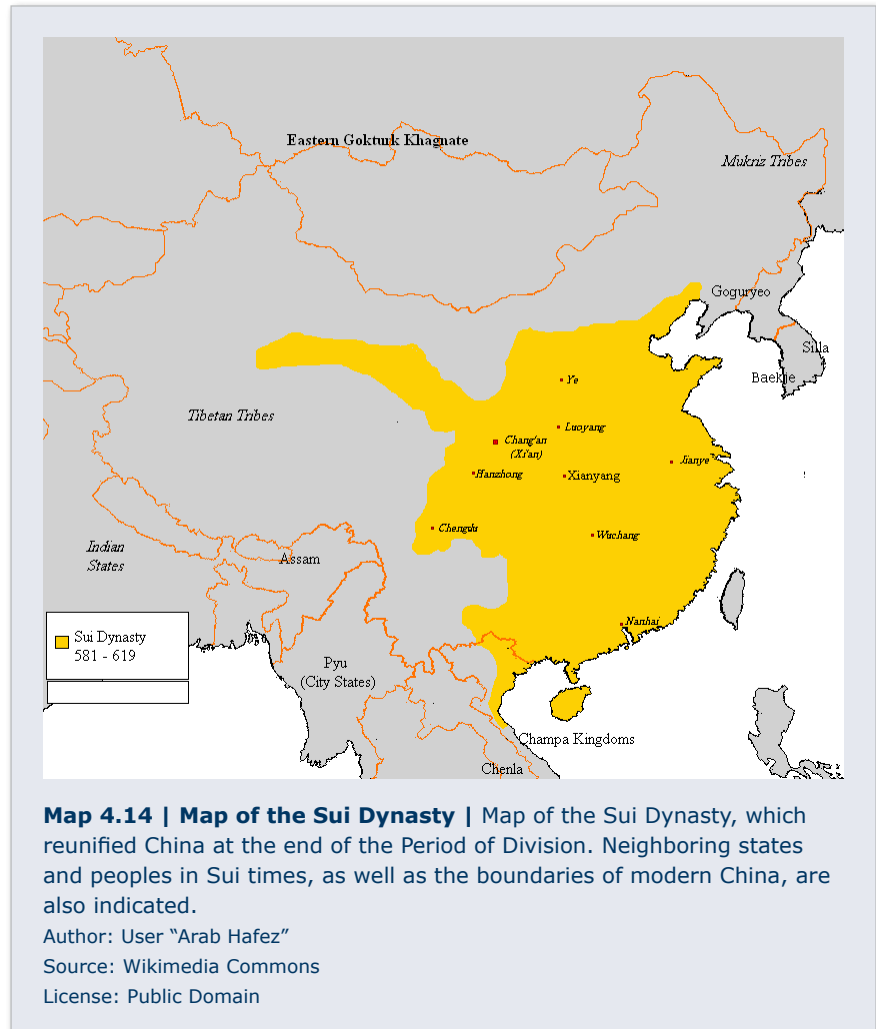 Eastern Gokturk Khagnate
Mukriz Tribes
Goguryeo
Silla
Baekje
Ye
Tibetan Tribes
Luoyang
Chang'an
(Xi'an)
Jianye
Hanzhong
Xianyang
Chengdu
Wuchang
Indian
States
Assam
Nanhai
Sui Dynasty
581 - 619
Pyu
(City States)
Champa Kingdoms
Chenla
Map 4.14 | Map of the Sui Dynasty | Map of the Sui Dynasty, which
reunified China at the end of the Period of Division. Neighboring states
and peoples in Sui times, as well as the boundaries of modern China, are
also indicated.
Author: User “Arab Hafez”
Source: Wikimedia Commons
License: Public Domain